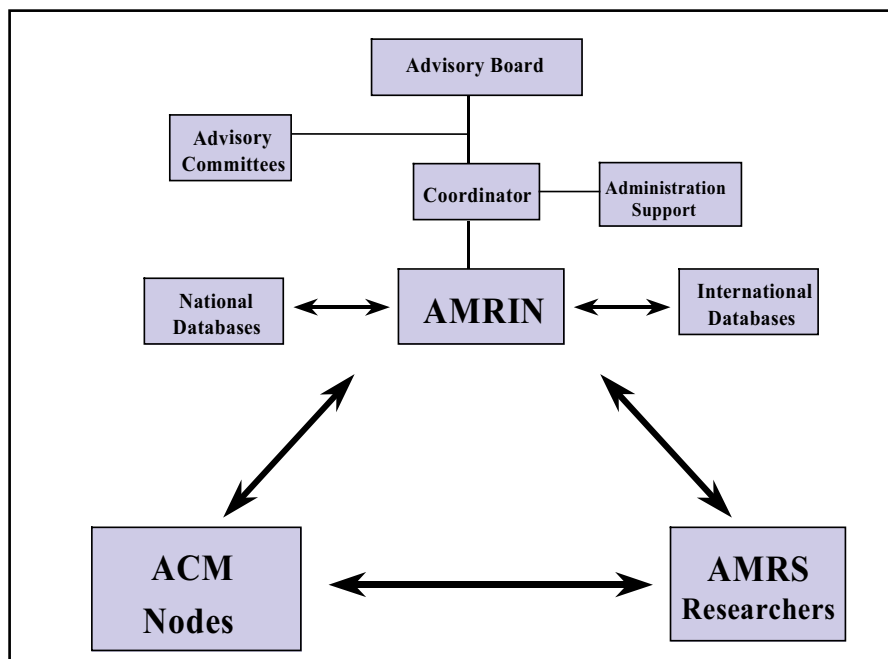 Advisory Board
Advisory
Committees
Coordinator
Administration
Support
National
Databases
AMRIN
International
Databases
ACM
Nodes
AMRS
Researchers